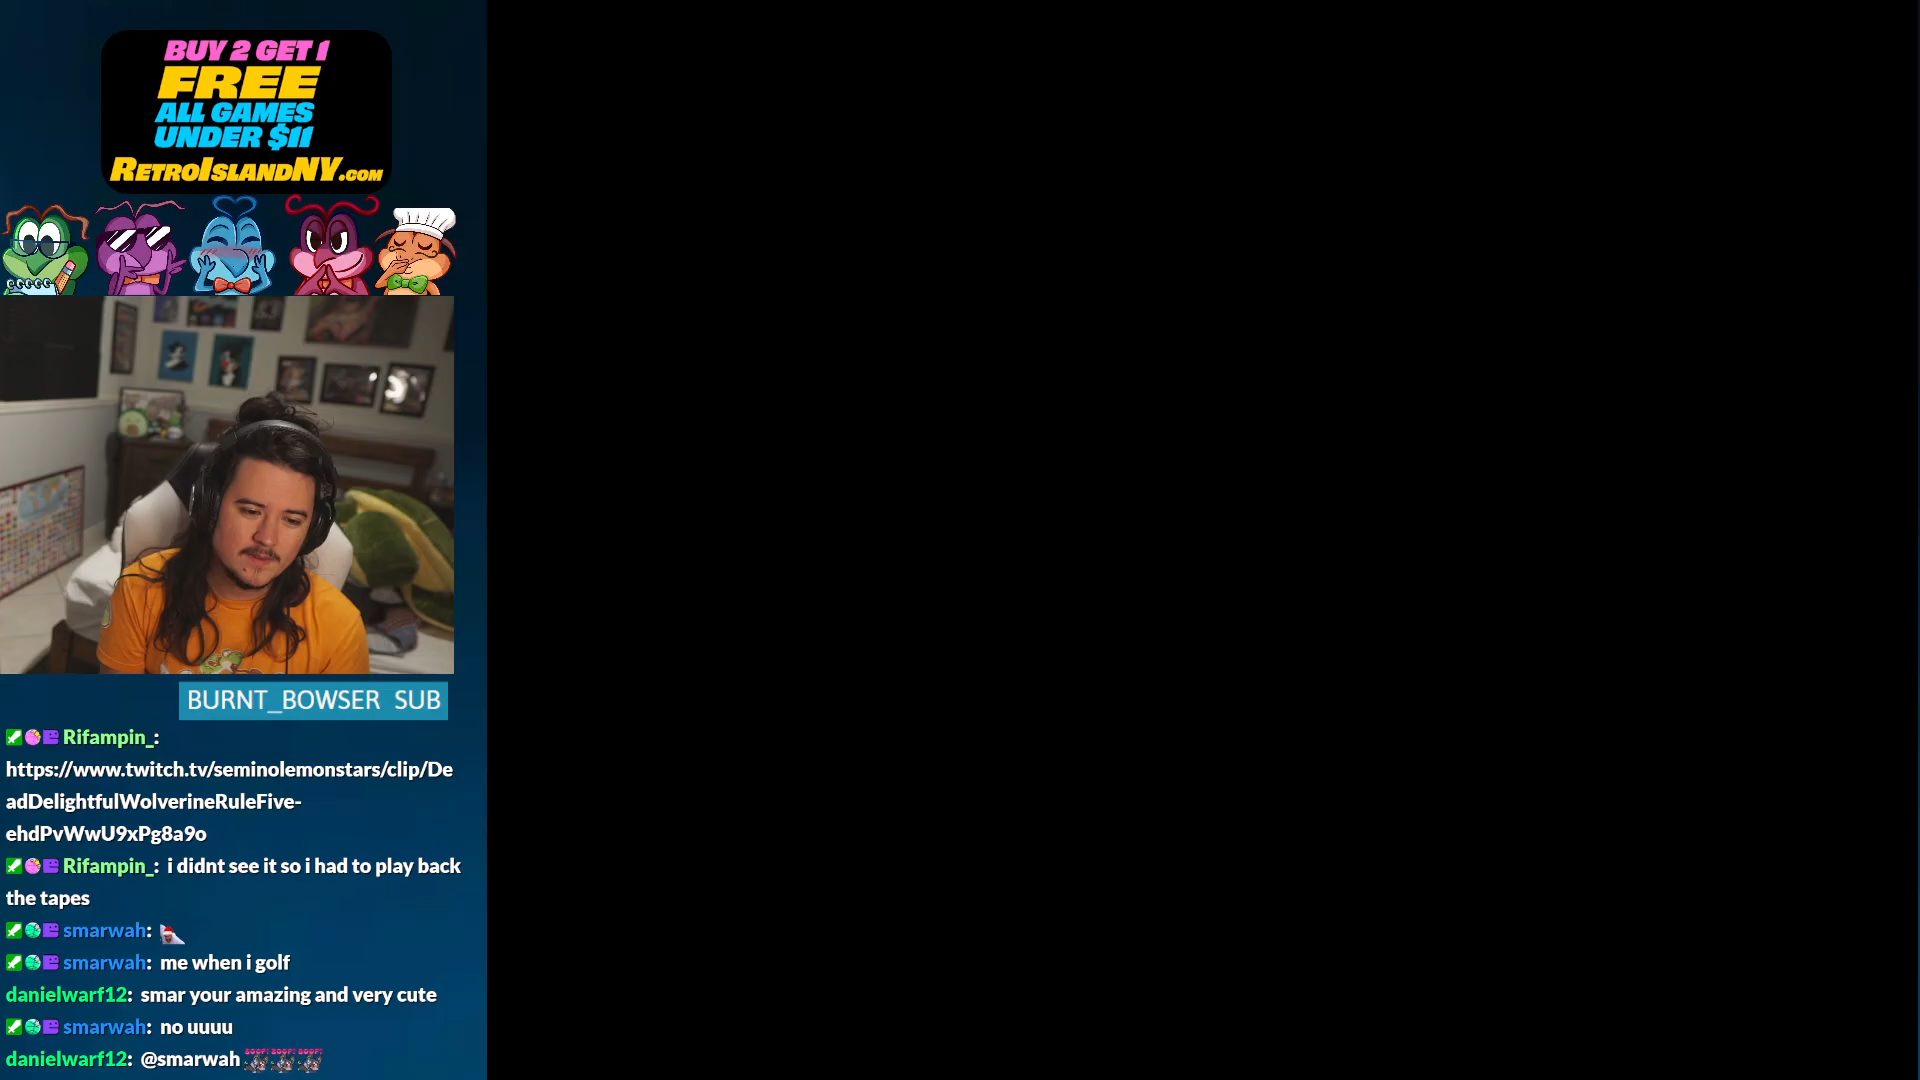 BUY 2 GET 1
FREE
ALL GAMES
UNDER $11
RETROISLANDNY.COM
BURNT_BOWSER SUB
Rifampin_:
https://www.twitch.tv/seminolemonstars/clip/De
adDelightfulWolverineRuleFive-
ehdPvWwU9xPg8a9o
Rifampin_: i didnt see it so i had to play back
the tapes
smarwah:
smarwah: me when i golf
danielwarf12: smar your amazing and very cute
smarwah: no uuuu
danielwarf12: @smarwah